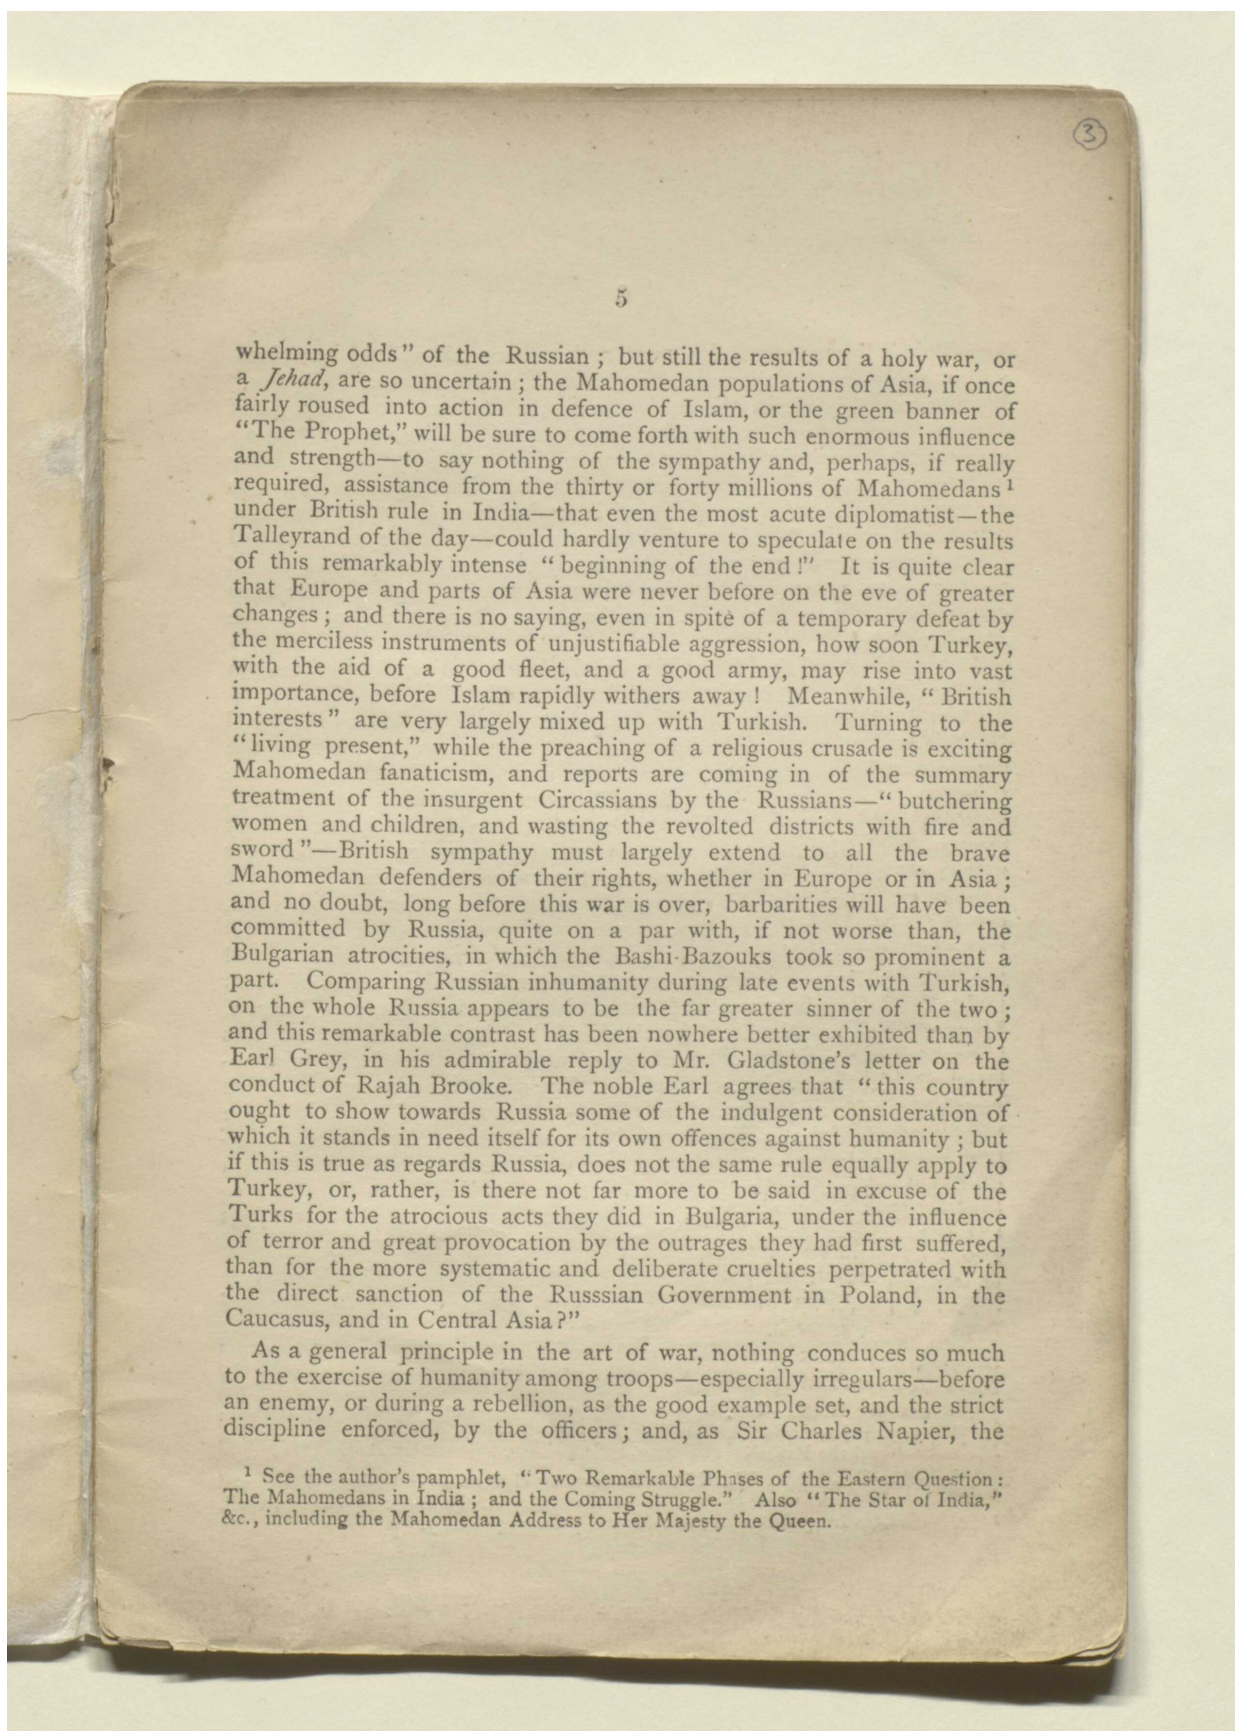 3
5
whelming odds” of the Russian ; but still the results of a holy war, or
a Jehad, are so uncertain ; the Mahomedan populations of Asia, if once
fairly roused into action in defence of Islam, or the green banner of
“The Prophet,” will be sure to come forth with such enormous influence
and strength—to say nothing of the sympathy and, perhaps, if really
required, assistance from the thirty or forty millions of Mahomedans ¹
under British rule in India—that even the most acute diplomatist—the
Talleyrand of the day—could hardly venture to speculate on the results
of this remarkably intense “ beginning of the end !” It is quite clear
that Europe and parts of Asia were never before on the eve of greater
changes ; and there is no saying, even in spite of a temporary defeat by
the merciless instruments of unjustifiable aggression, how soon Turkey,
with the aid of a good fleet, and a good army, may rise into vast
importance, before Islam rapidly withers away ! Meanwhile, “ British
interests ” are very largely mixed up with Turkish. Turning to the
“living present,” while the preaching of a religious crusade is exciting
Mahomedan fanaticism, and reports are coming in of the summary
treatment of the insurgent Circassians by the Russians—“ butchering
women and children, and wasting the revolted districts with fire and
sword ”—British sympathy must largely extend to all the brave
Mahomedan defenders of their rights, whether in Europe or in Asia ;
and no doubt, long before this war is over, barbarities will have been
committed by Russia, quite on a par with, if not worse than, the
Bulgarian atrocities, in which the Bashi-Bazouks took so prominent a
part. Comparing Russian inhumanity during late events with Turkish,
on the whole Russia appears to be the far greater sinner of the two ;
and this remarkable contrast has been nowhere better exhibited than by
Earl Grey, in his admirable reply to Mr. Gladstone’s letter on the
conduct of Rajah Brooke. The noble Earl agrees that “ this country
ought to show towards Russia some of the indulgent consideration of
which it stands in need itself for its own offences against humanity ; but
if this is true as regards Russia, does not the same rule equally apply to
Turkey, or, rather, is there not far more to be said in excuse of the
Turks for the atrocious acts they did in Bulgaria, under the influence
of terror and great provocation by the outrages they had first suffered,
than for the more systematic and deliberate cruelties perpetrated with
the direct sanction of the Russsian Government in Poland, in the
Caucasus, and in Central Asia?”
As a general principle in the art of war, nothing conduces so much
to the exercise of humanity among troops—especially irregulars—before
an enemy, or during a rebellion, as the good example set, and the strict
discipline enforced, by the officers ; and, as Sir Charles Napier, the
¹ See the author’s pamphlet, “ Two Remarkable Phases of the Eastern Question :
The Mahomedans in India ; and the Coming Struggle.” Also “ The Star of India,”
&c., including the Mahomedan Address to Her Majesty the Queen.